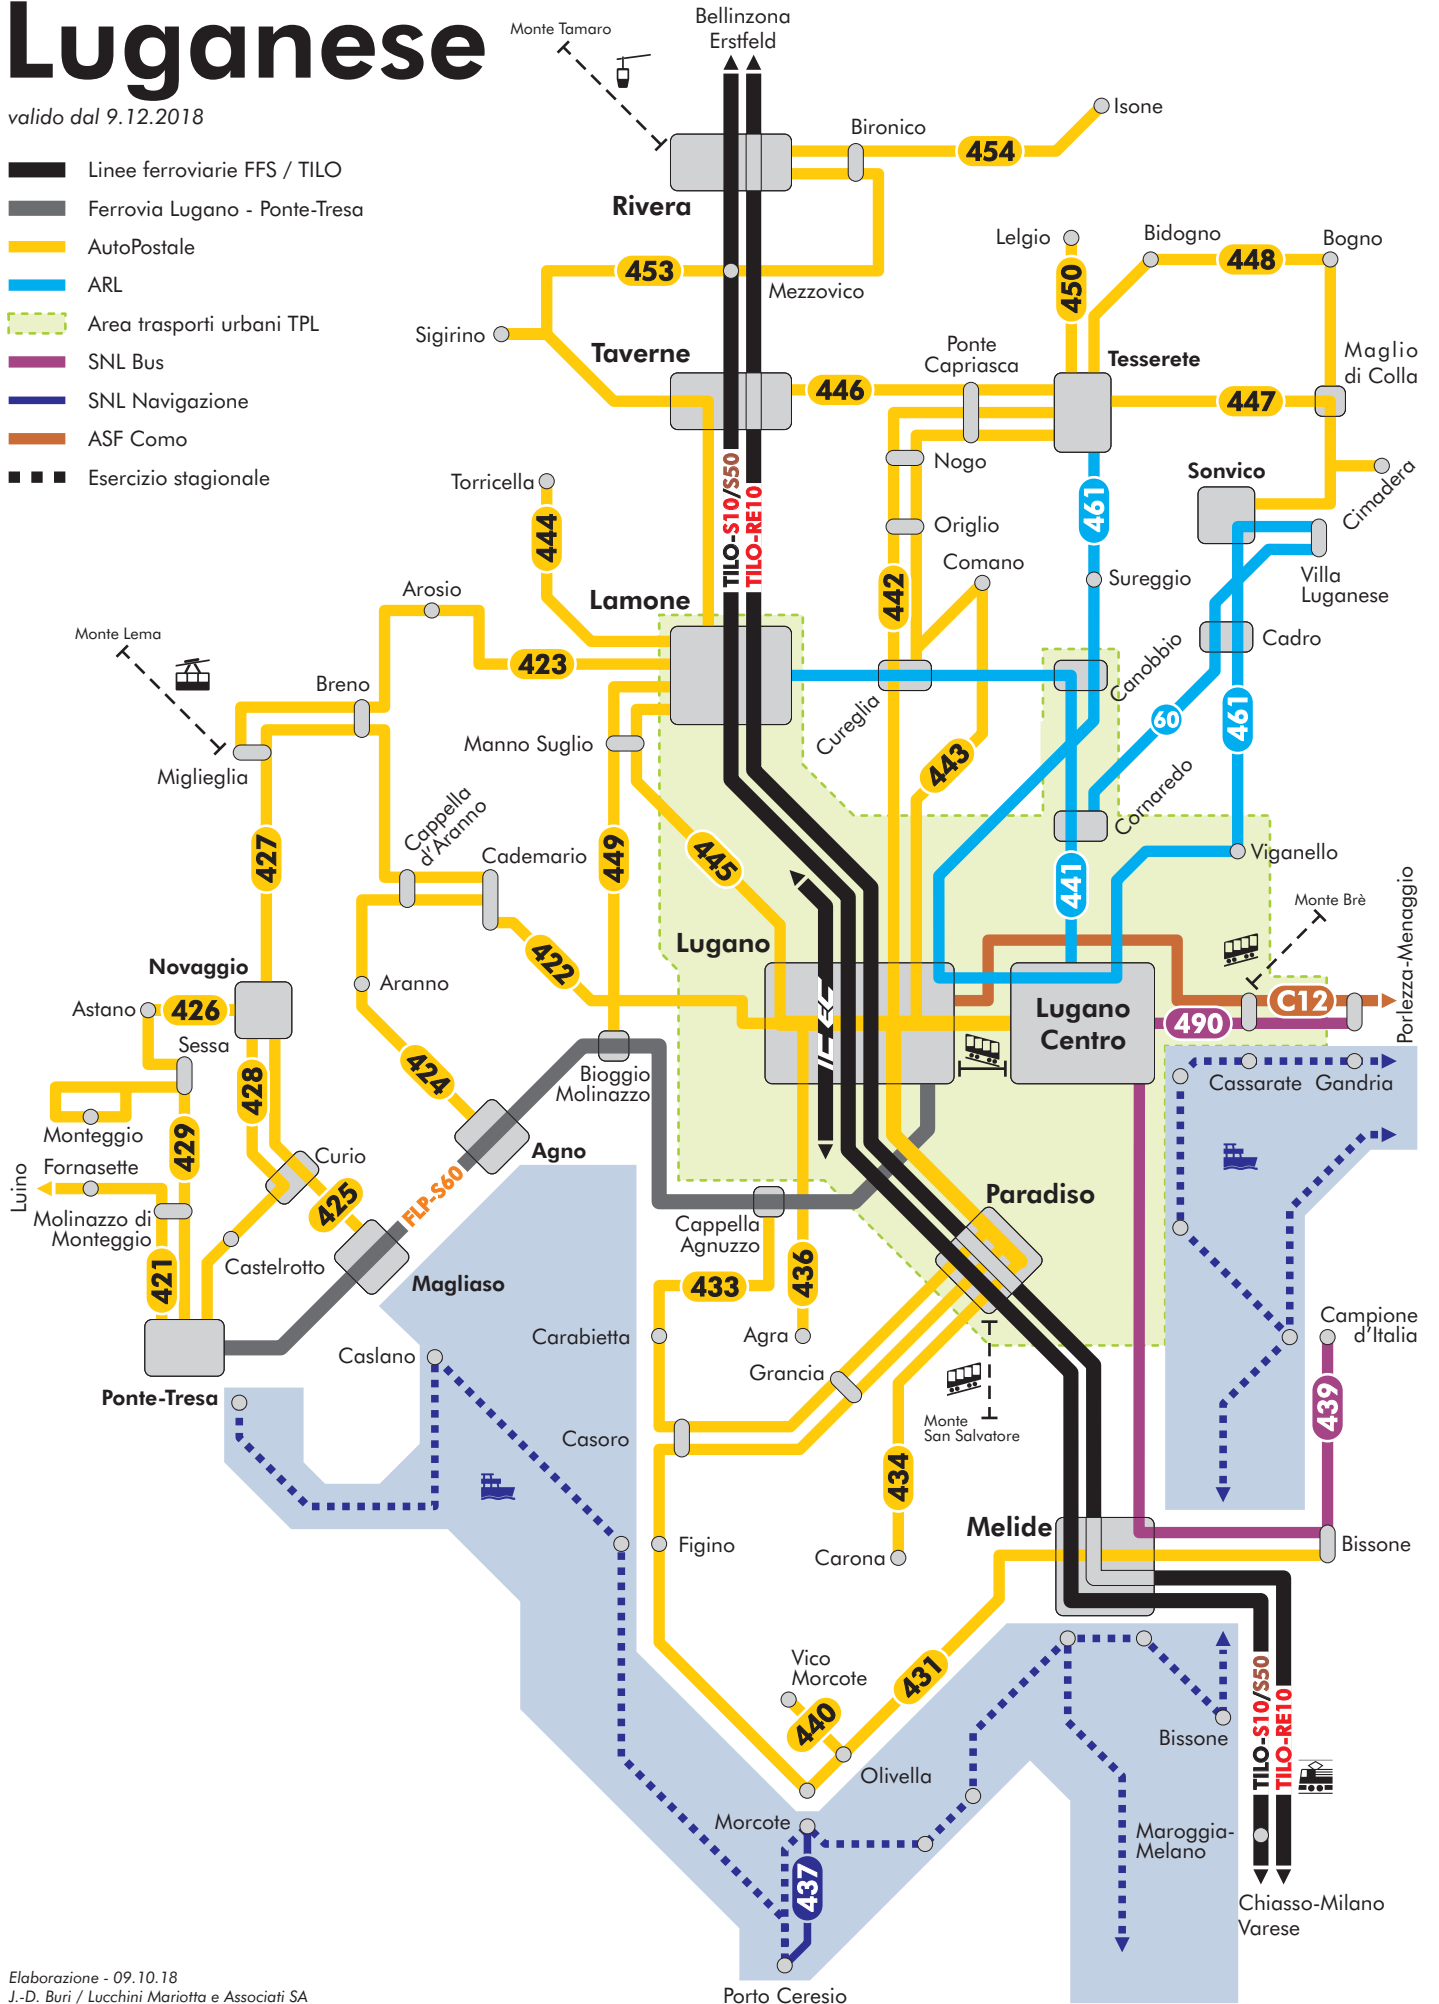 Luganese
valido dal 9.12.2018
Linee ferroviarie FFS / TILO
Ferrovia Lugano - Ponte-Tresa
AutoPostale
ARL
Area trasporti urbani TPL
SNL Bus
SNL Navigazione
ASF Como
Esercizio stagionale
Monte Tamaro
Bellinzona
Erstfeld
Isone
Bironico
454
Rivera
Lelgio
Bidogno
448
Bogno
453
450
Mezzovico
Sigirino
Taverne
Ponte
Capriasca
Tesserete
Maglio
di Colla
446
447
Nogo
Sonvico
Cimadera
Torricella
TILO-S10/S50
TILO-RE10
461
444
Origlio
Comano
Sureggio
Villa
Luganese
442
Arosio
Lamone
Monte Lema
423
Canobbio
Cadro
Breno
Cureglia
60
461
Manno Suglio
443
Miglieglia
Cornaredo
Cappella
d'Aranno
Cademario
427
449
445
441
Viganello
Porlezza-Menaggio
Monte Brè
Lugano
422
Novaggio
Aranno
Astano
426
IC-EC
Lugano
Centro
C12
490
Sessa
428
424
Bioggio
Molinazzo
Cassarate
Gandria
Monteggio
429
Agno
Luino
Fornasette
Curio
425
FLP-S60
Paradiso
Molinazzo di
Monteggio
Cappella
Agnuzzo
421
Castelrotto
Magliaso
433
436
Carabietta
Agra
Campione
d'Italia
Caslano
Grancia
Ponte-Tresa
439
Monte
San Salvatore
Casoro
434
Melide
Figino
Carona
Bissone
Vico
Morcote
431
440
TILO-S10/S50
TILO-RE10
Bissone
Olivella
Morcote
Maroggia-
Melano
437
Chiasso-Milano
Varese
Elaborazione - 09.10.18
J.-D. Buri / Lucchini Mariotta e Associati SA
Porto Ceresio